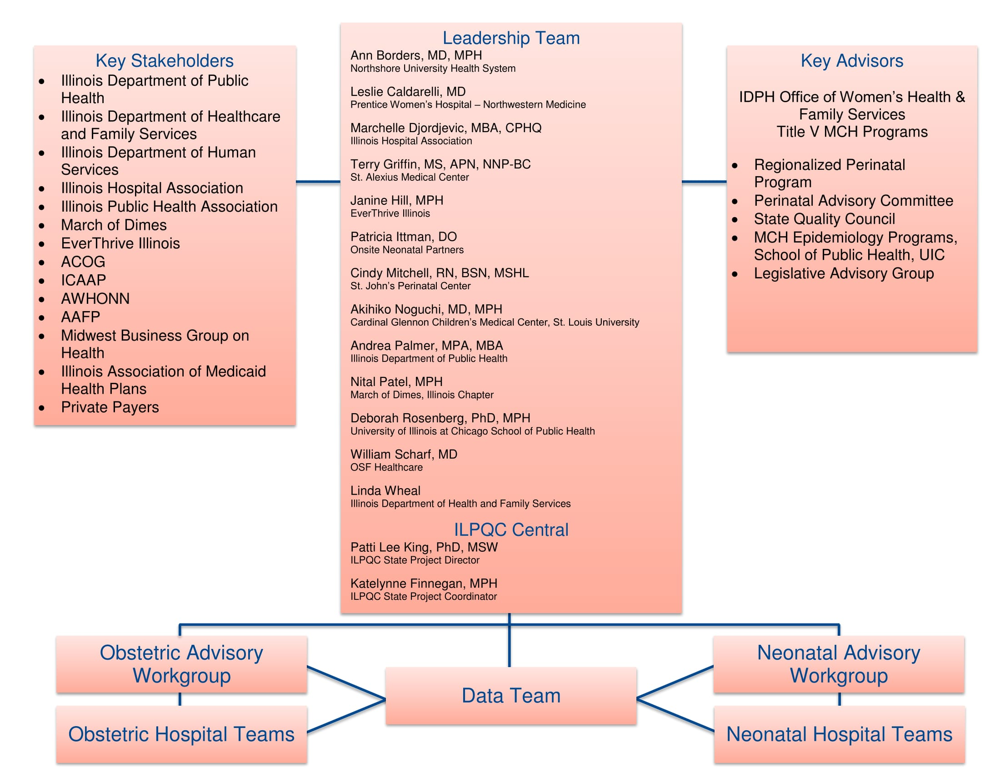 Key Stakeholders
• Illinois Department of Public
Health
• Illinois Department of Healthcare
and Family Services
• Illinois Department of Human
Services
• Illinois Hospital Association
• Illinois Public Health Association
• March of Dimes
• EverThrive Illinois
• ACOG
• ICAAP
• AWHONN
• AAFP
• Midwest Business Group on
Health
• Illinois Association of Medicaid
Health Plans
• Private Payers
Leadership Team
Ann Borders, MD, MPH
Northshore University Health System
Leslie Caldarelli, MD
Prentice Women’s Hospital – Northwestern Medicine
Marchelle Djordjevic, MBA, CPHQ
Illinois Hospital Association
Terry Griffin, MS, APN, NNP-BC
St. Alexius Medical Center
Janine Hill, MPH
EverThrive Illinois
Patricia Ittman, DO
Onsite Neonatal Partners
Cindy Mitchell, RN, BSN, MSHL
St. John’s Perinatal Center
Akihiko Noguchi, MD, MPH
Cardinal Glennon Children’s Medical Center, St. Louis University
Andrea Palmer, MPA, MBA
Illinois Department of Public Health
Nital Patel, MPH
March of Dimes, Illinois Chapter
Deborah Rosenberg, PhD, MPH
University of Illinois at Chicago School of Public Health
William Scharf, MD
OSF Healthcare
Linda Wheal
Illinois Department of Health and Family Services
ILPQC Central
Patti Lee King, PhD, MSW
ILPQC State Project Director
Katelynne Finnegan, MPH
ILPQC State Project Coordinator
Key Advisors
IDPH Office of Women’s Health &
Family Services
Title V MCH Programs
• Regionalized Perinatal
Program
• Perinatal Advisory Committee
• State Quality Council
• MCH Epidemiology Programs,
School of Public Health, UIC
• Legislative Advisory Group
Obstetric Advisory
Workgroup
Obstetric Hospital Teams
Data Team
Neonatal Advisory
Workgroup
Neonatal Hospital Teams